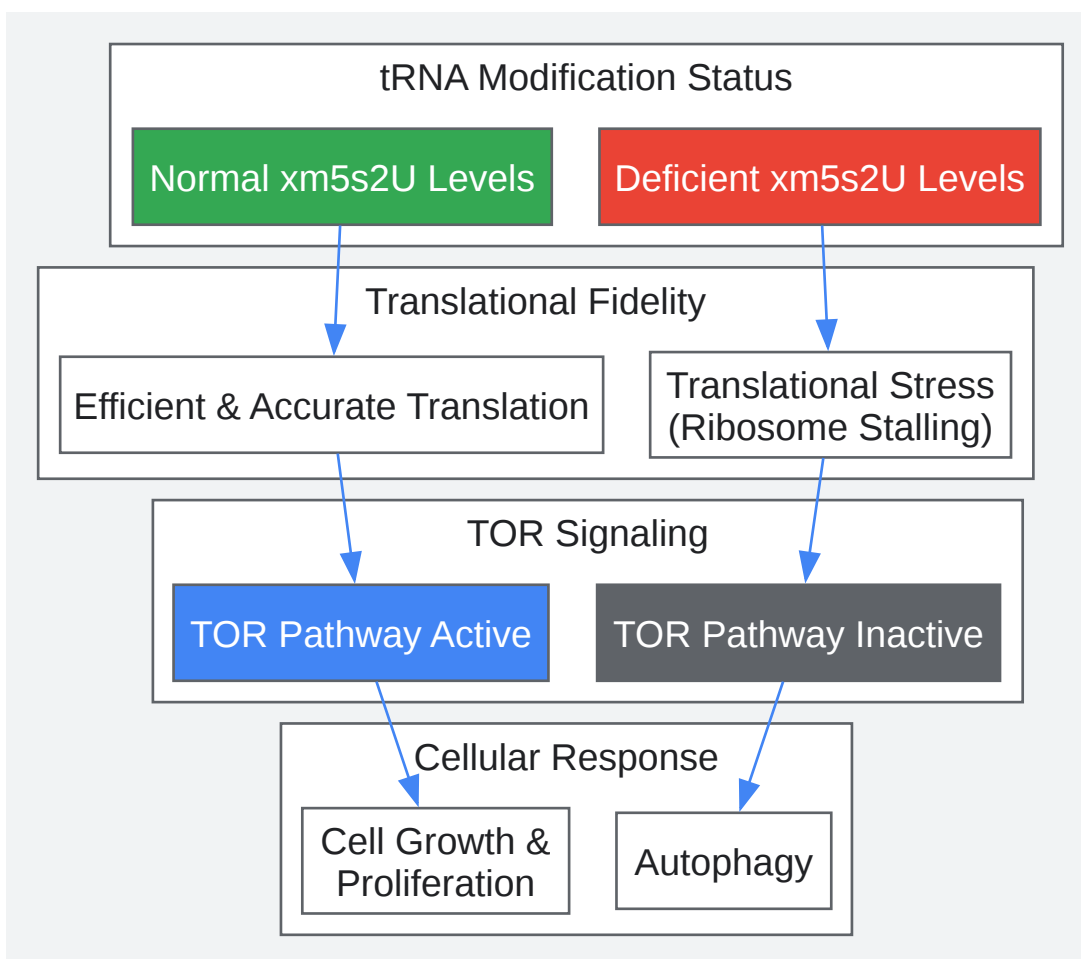 tRNA Modification Status
Normal xm5s2U Levels
Deficient xm5s2U Levels
Translational Fidelity
Efficient & Accurate Translation
Translational Stress
(Ribosome Stalling)
TOR Signaling
TOR Pathway Active
TOR Pathway Inactive
Cellular Response
Cell Growth &
Proliferation
Autophagy